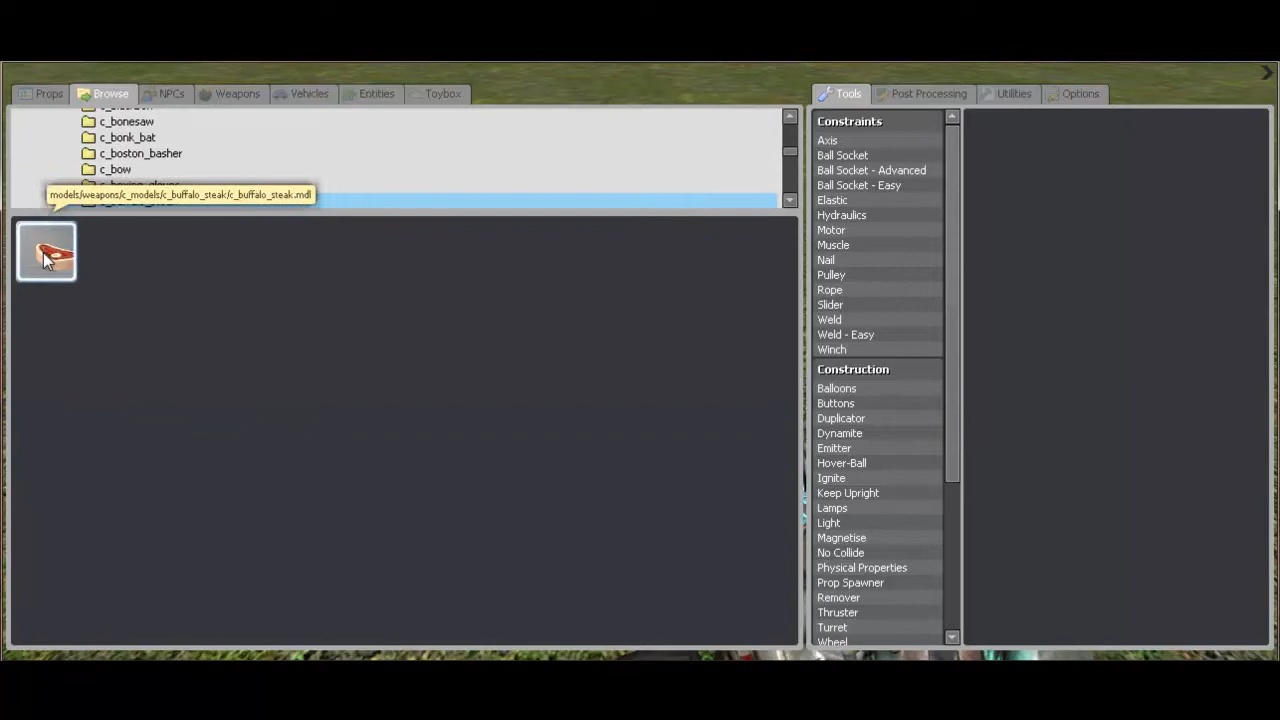 Props
Browse
NPCs
Weapons
Vehicles
Entities
Toybox
c_bonesaw
c_bonk_bat
c_boston_basher
c_bow
models/weapons/c_models/c_buffalo_steak/c_buffalo_steak.mdl
Tools
Post Processing
Utilities
Options
Constraints
Axis
Ball Socket
Ball Socket - Advanced
Ball Socket - Easy
Elastic
Hydraulics
Motor
Muscle
Nail
Pulley
Rope
Slider
Weld
Weld - Easy
Winch
Construction
Balloons
Buttons
Duplicator
Dynamite
Emitter
Hover-Ball
Ignite
Keep Upright
Lamps
Light
Magnetise
No Collide
Physical Properties
Prop Spawner
Remover
Thruster
Turret
Wheel